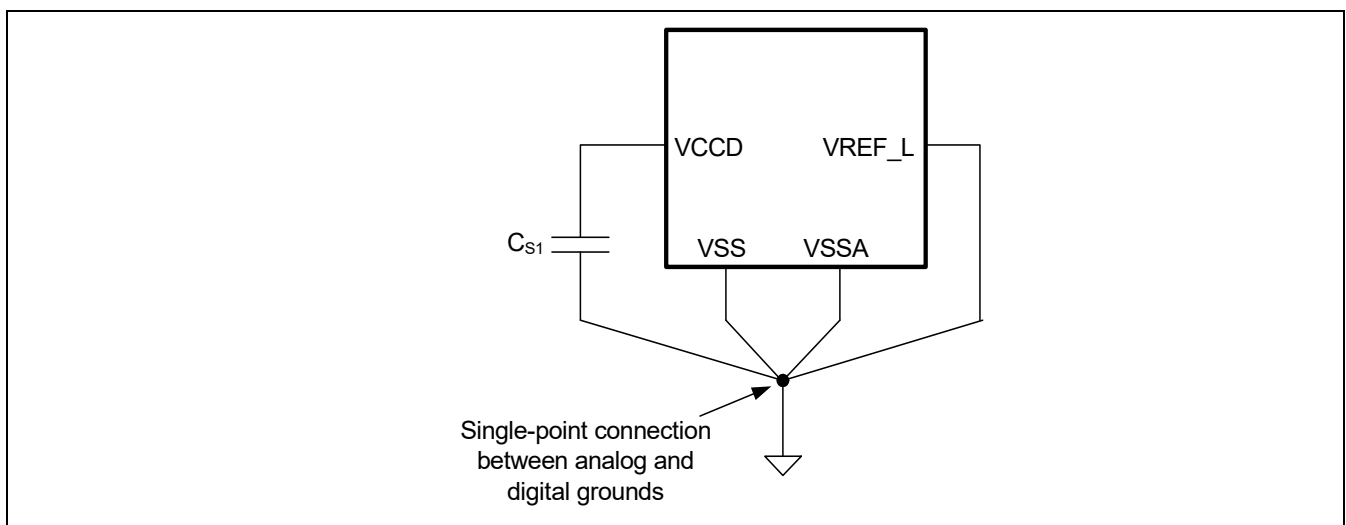 VCCD VREF_L
CS1
VSS VSSA
Single-point connection
between analog and
digital grounds